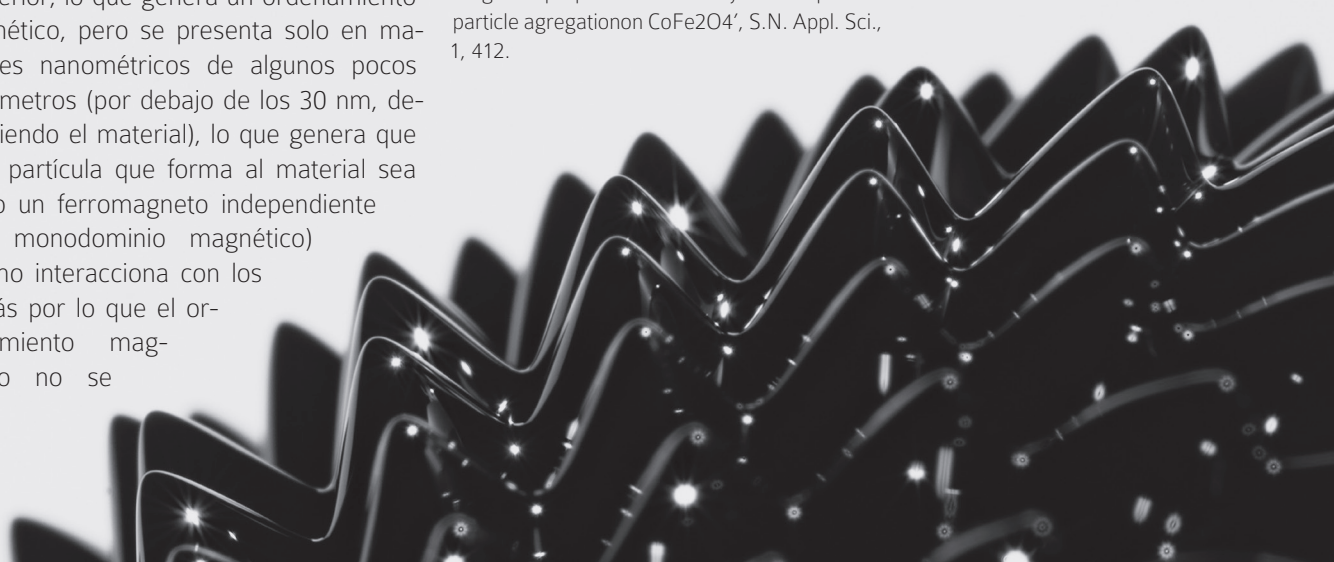 erior, lo que genera un ordenamiento
nético, pero se presenta solo en ma-
es nanométricos de algunos pocos
metros (por debajo de los 30 nm, de-
iendo el material), lo que genera que
partícula que forma al material sea
o un ferromagneto independiente
monodominio magnético)
no interacciona con los
ás por lo que el or-
miento mag-
o no se
particle agregationon CoFe2O4’, S.N. Appl. Sci.,
1, 412.